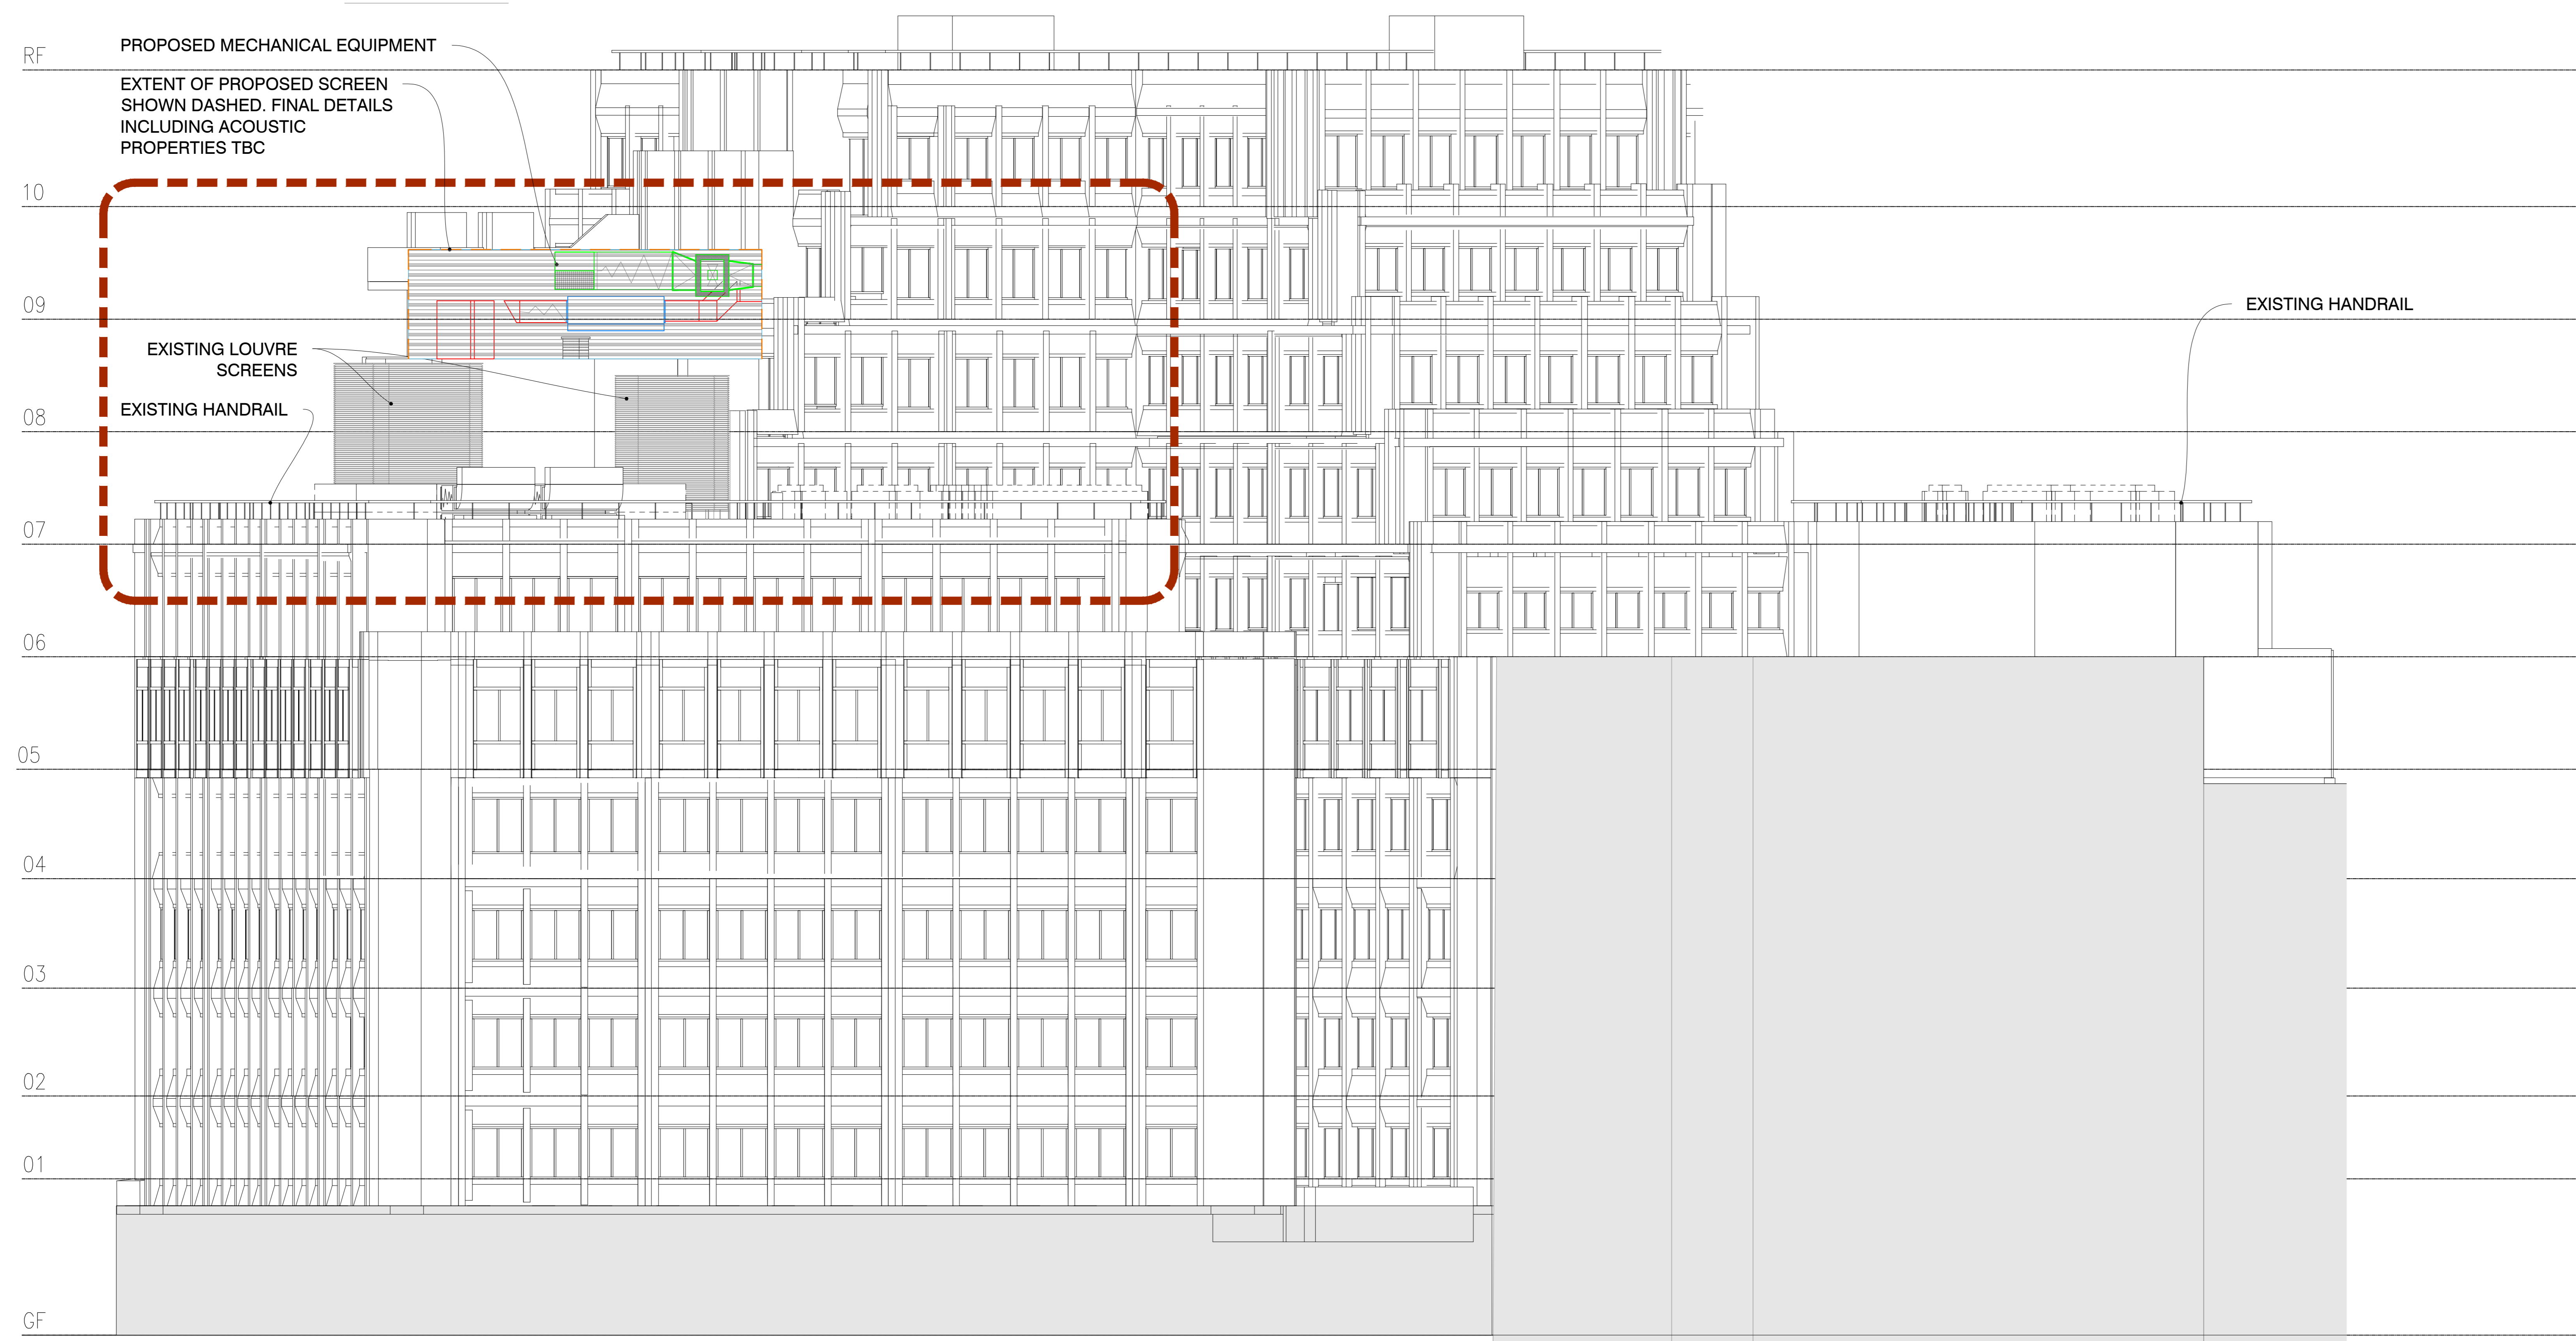 RF
PROPOSED MECHANICAL EQUIPMENT
EXTENT OF PROPOSED SCREEN
SHOWN DASHED. FINAL DETAILS
INCLUDING ACOUSTIC
PROPERTIES TBC
10
09
EXISTING HANDRAIL
EXISTING LOUVRE
SCREENS
EXISTING HANDRAIL
08
07
06
05
04
03
02
01
GF